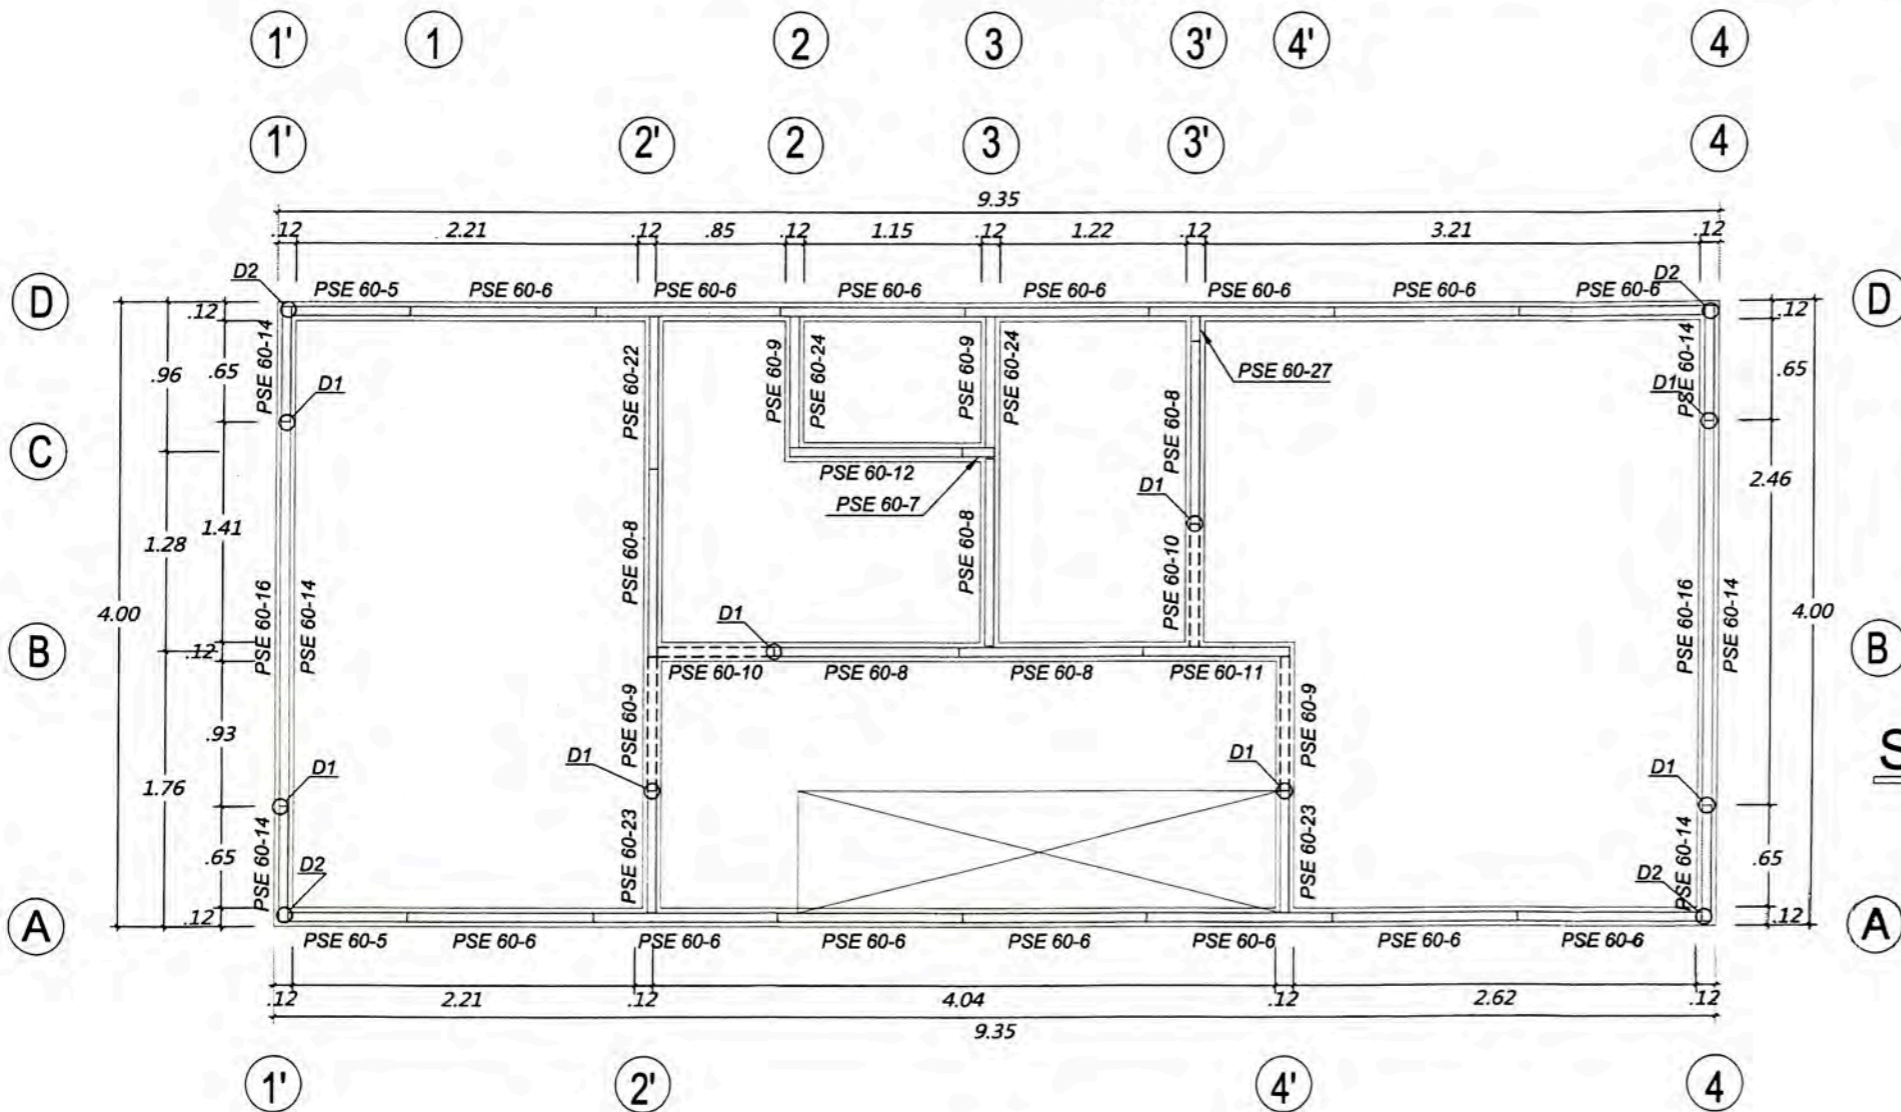 1' 1 2 3 3' 4' 4
1' 2' 2 3 3' 4
9.35
.12 2.21 .12 .85 .12 1.15 .12 1.22 .12 3.21 .12
D2 PSE 60-5 PSE 60-6 PSE 60-6 PSE 60-6 PSE 60-6 PSE 60-6 PSE 60-6 PSE 60-6 D2
D D
.12 .12
PSE 60-14 PSE 60-22 PSE 60-9 PSE 60-24 PSE 60-9 PSE 60-24 PSE 60-27 PSE 60-14
.96 .65 D1 PSE 60-8 D1 .65
C PSE 60-12 2.46
PSE 60-7 D1
1.28 1.41 PSE 60-8 PSE 60-8 PSE 60-10
4.00 PSE 60-16 PSE 60-14 PSE 60-16 PSE 60-14 4.00
B .12 D1 B
PSE 60-10 PSE 60-8 PSE 60-8 PSE 60-11
.93 PSE 60-9 PSE 60-9
S
1.76 D1 D1 D1 D1
.65 PSE 60-14 PSE 60-23 PSE 60-23 PSE 60-14 .65
D2 D2
A .12 .12 A
PSE 60-5 PSE 60-6 PSE 60-6 PSE 60-6 PSE 60-6 PSE 60-6 PSE 60-6 PSE 60-6
.12 2.21 .12 4.04 .12 2.62 .12
9.35
1' 2' 4' 4